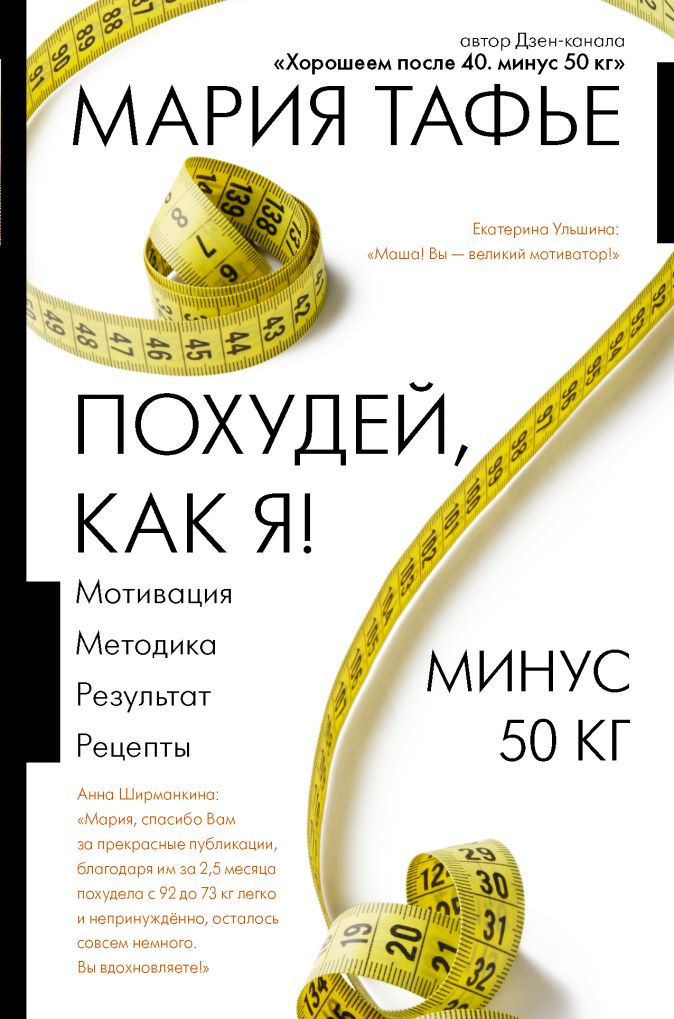 автор Дзен-канала
«Хорошеем после 40. минус 50 кг»
МАРИЯ ТАФЬЕ
Екатерина Ульшина:
«Маша! Вы — великий мотиватор!»
ПОХУДЕЙ,
КАК Я!
Мотивация
Методика
Результат
Рецепты
МИНУС
50 КГ
Анна Ширманкина:
«Мария, спасибо Вам
за прекрасные публикации,
благодаря им за 2,5 месяца
похудела с 92 до 73 кг легко
и непринуждённо, осталось
совсем немного.
Вы вдохновляете!»